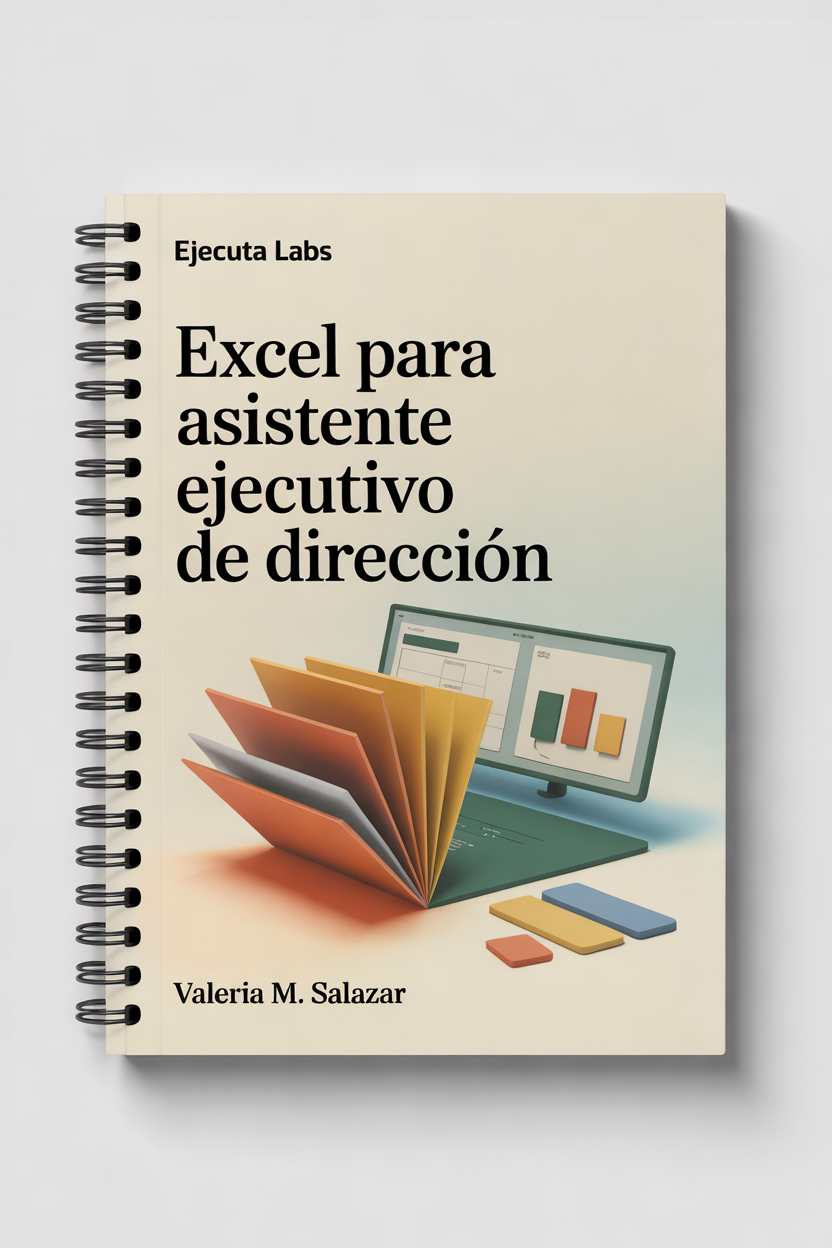 Ejecuta Labs
Excel para
asistente
ejecutivo
de dirección
Valeria M. Salazar